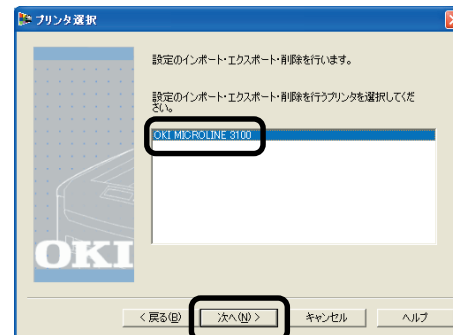 プリンタ選択
設定のインポート・エクスポート・削除を行います。
設定のインポート・エクスポート・削除を行うプリンタを選択してくだ
さい。
OKI MICROLINE 3100
OKI
< 戻る(B)
次へ(N) >
キャンセル
ヘルプ